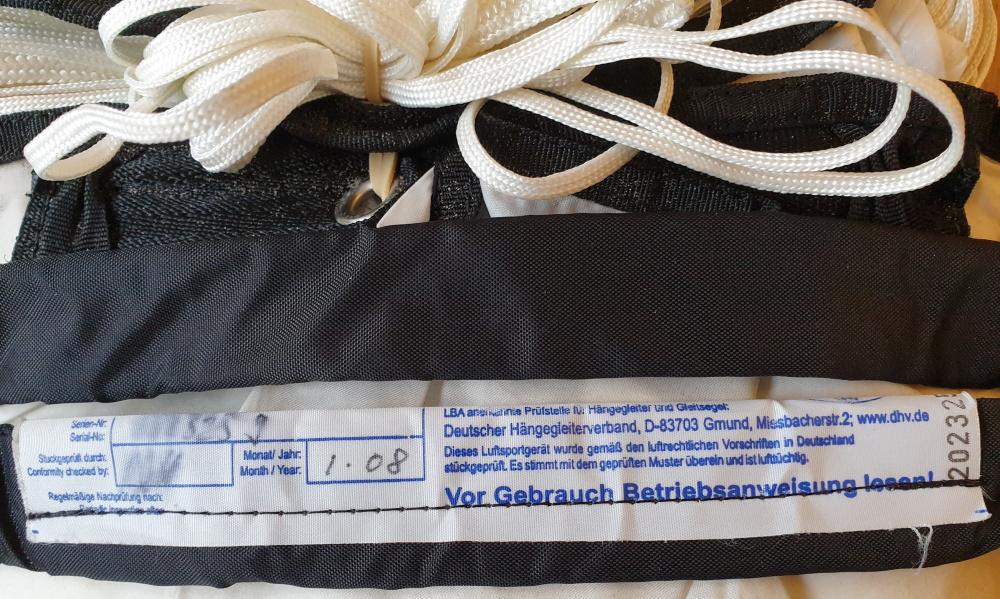 Serien-Nr:
Serial-No:
Stückgeprüft durch:
Conformity checked by:
Monat/ Jahr:
Month / Year:
1.08
Regelmäßige Nachprüfung nach:
Periodic inspection after
LBA anerkannte Prüfstelle für Hängegleiter und Gleitsegel:
Deutscher Hängegleiterverband, D-83703 Gmund, Miesbacherstr.2; www.dhv.de
Dieses Luftsportgerät wurde gemäß den luftrechtlichen Vorschriften in Deutschland
stückgeprüft. Es stimmt mit dem geprüften Muster überein und ist lufttüchtig.
Vor Gebrauch Betriebsanweisung lesen!
20232